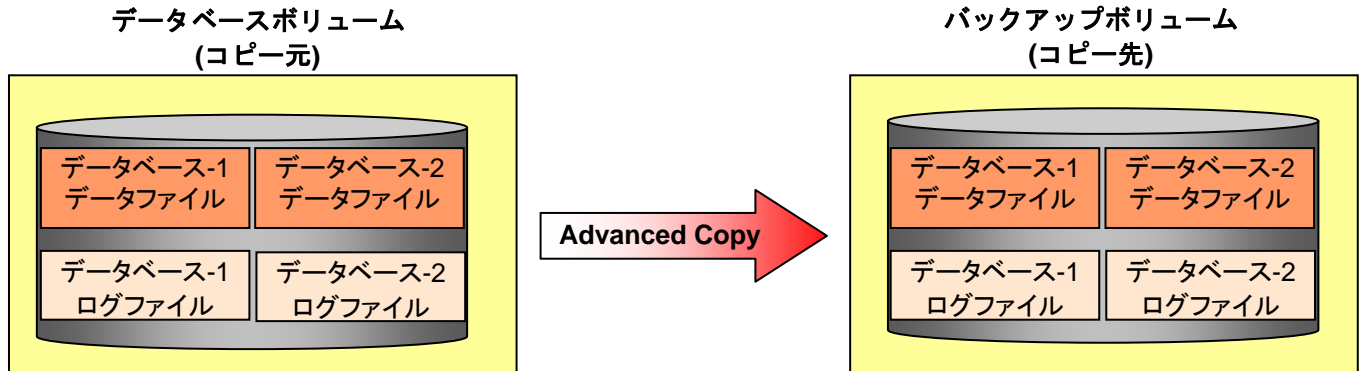 データベースボリューム
(コピー元)
データベース-1
データファイル
データベース-2
データファイル
データベース-1
ログファイル
データベース-2
ログファイル
Advanced Copy
バックアップボリューム
(コピー先)
データベース-1
データファイル
データベース-2
データファイル
データベース-1
ログファイル
データベース-2
ログファイル